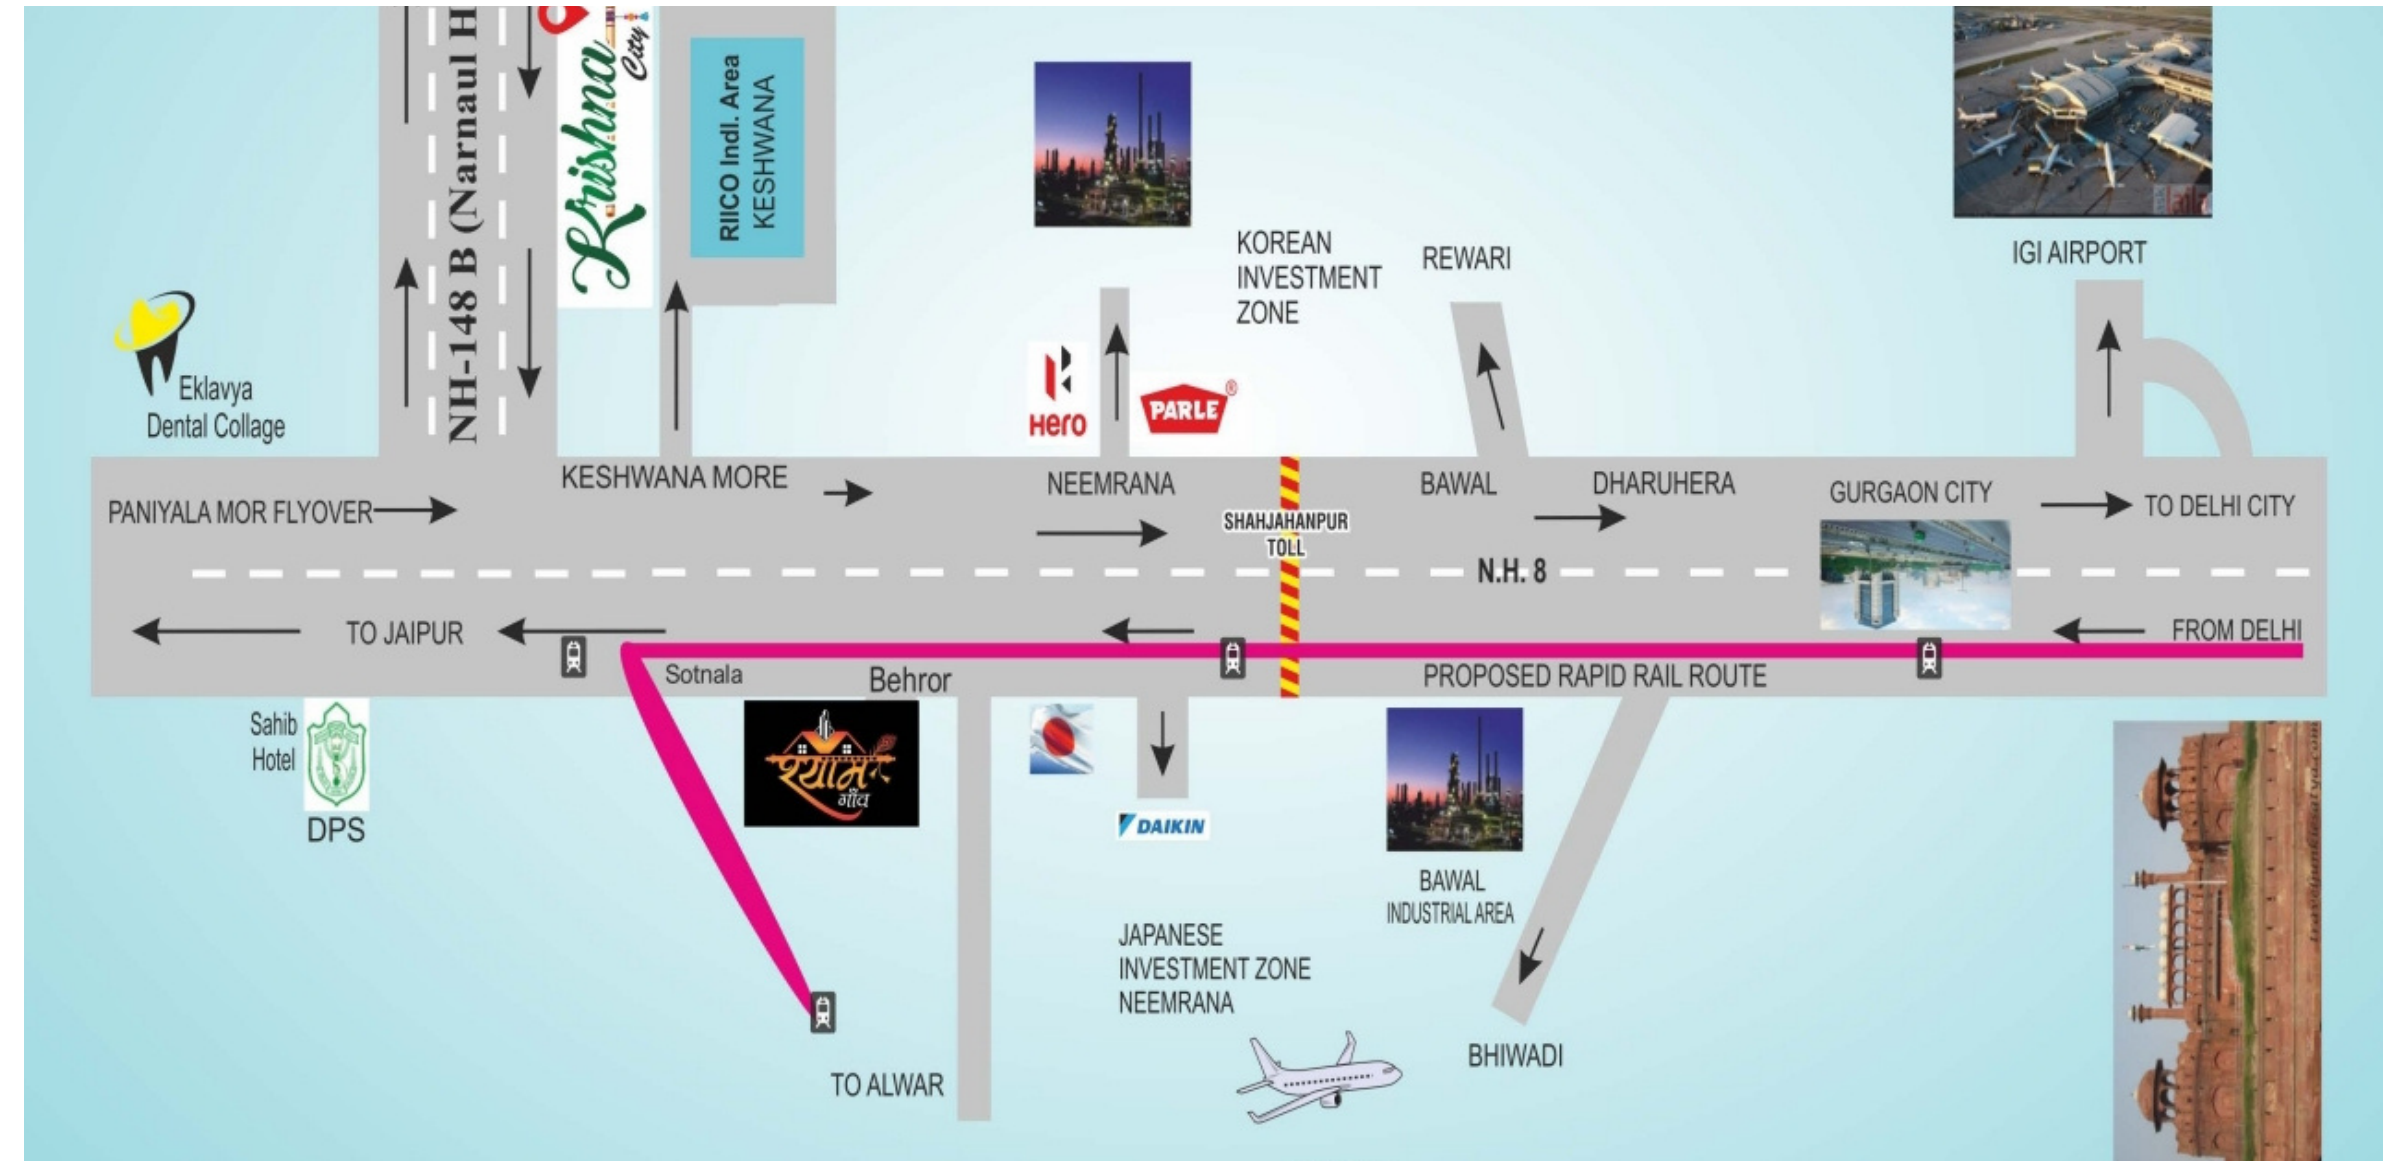 NH-148 B (Narnaul H
Krishna
City
RIICO Indl. Area
KESHWANA
KOREAN
INVESTMENT
ZONE
REWARI
IGI AIRPORT
Eklavya
Dental Collage
Hero
PARLE®
KESHWANA MORE
NEEMRANA
BAWAL
DHARUHERA
GURGAON CITY
PANIYALA MOR FLYOVER
TO DELHI CITY
SHAHJAHANPUR
TOLL
N.H. 8
TO JAIPUR
FROM DELHI
Sotnala
Behror
PROPOSED RAPID RAIL ROUTE
Sahib
Hotel
DPS
श्याम
गाँव
DAIKIN
BAWAL
INDUSTRIAL AREA
JAPANESE
INVESTMENT ZONE
NEEMRANA
BHIWADI
TO ALWAR